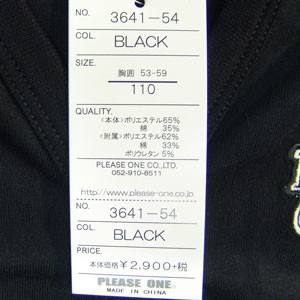 NO. 3641-54
COL. BLACK
SIZE.
胸囲 53-59
110
QUALITY.
<本体>ポリエステル65%
綿 35%
<附属>ポリエステル62%
綿 33%
ポリウレタン 5%
PLEASE ONE CO.,LTD.
052-910-8511
http://www.please-one.co.jp
NO. 3641-54
COL. BLACK
PRICE.
本体価格 ¥2,900+税
PLEASE ONE.
MADE IN CHINA